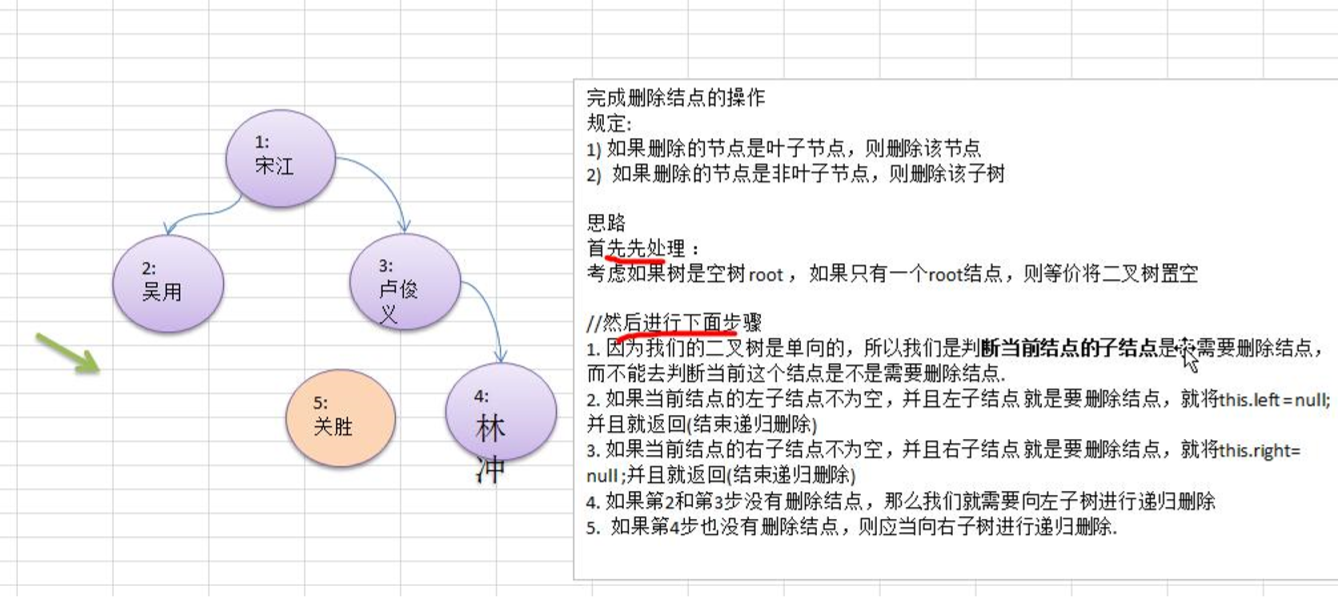 1:
宋江
2:
吴用
3:
卢俊
义
5:
关胜
4:
林
冲
完成删除结点的操作
规定:
1) 如果删除的节点是叶子节点，则删除该节点
2) 如果删除的节点是非叶子节点，则删除该子树
思路
首先先处理：
考虑如果树是空树root，如果只有一个root结点，则等价将二叉树置空
//然后进行下面步骤
1. 因为我们的二叉树是单向的，所以我们是判断当前结点的子结点是需要删除结点，
而不能去判断当前这个结点是不是需要删除结点.
2. 如果当前结点的左子结点不为空，并且左子结点 就是要删除结点，就将this.left=null;
并且就返回(结束递归删除)
3. 如果当前结点的右子结点不为空，并且右子结点 就是要删除结点，就将this.right=
null ;并且就返回(结束递归删除)
4. 如果第2和第3步没有删除结点，那么我们就需要向左子树进行递归删除
5. 如果第4步也没有删除结点，则应当向右子树进行递归删除.